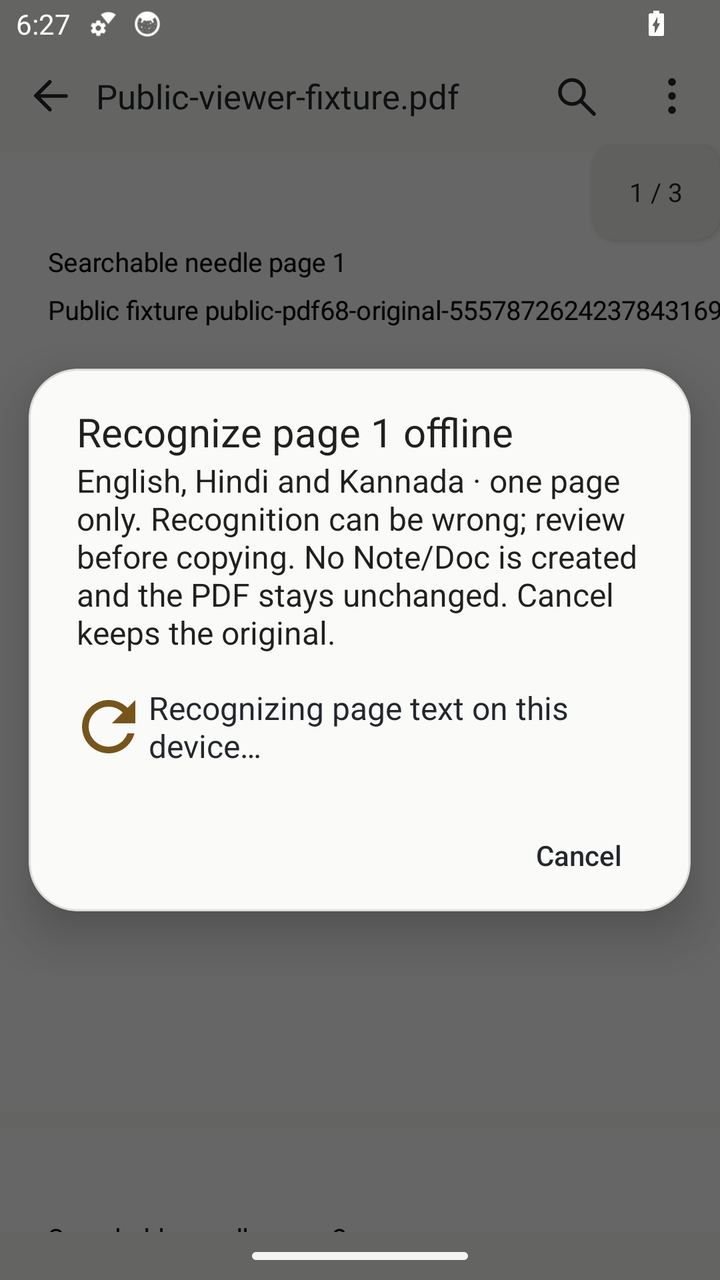 6:27
Public-viewer-fixture.pdf
1 / 3
Searchable needle page 1
Public fixture public-pdf68-original-5557872624237843169
Recognize page 1 offline
English, Hindi and Kannada · one page
only. Recognition can be wrong; review
before copying. No Note/Doc is created
and the PDF stays unchanged. Cancel
keeps the original.
Recognizing page text on this
device…
Cancel